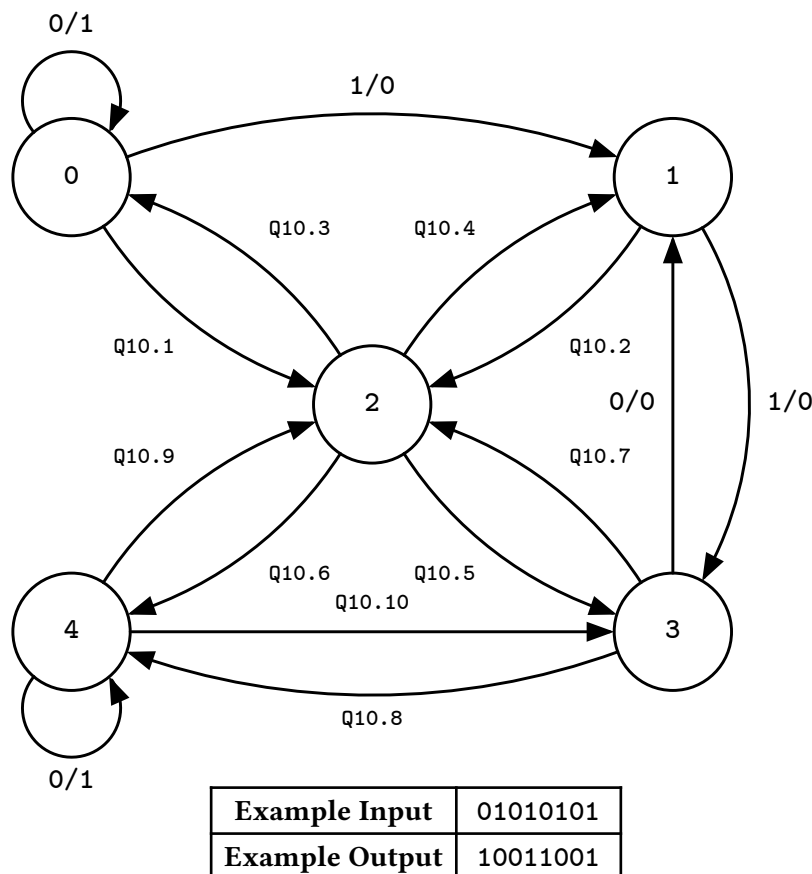 0/1
1/0
0
1
Q10.3
Q10.4
Q10.1
Q10.2
2
0/0
1/0
Q10.9
Q10.7
Q10.6
Q10.5
Q10.10
4
3
Q10.8
0/1
Example Input 01010101
Example Output 10011001